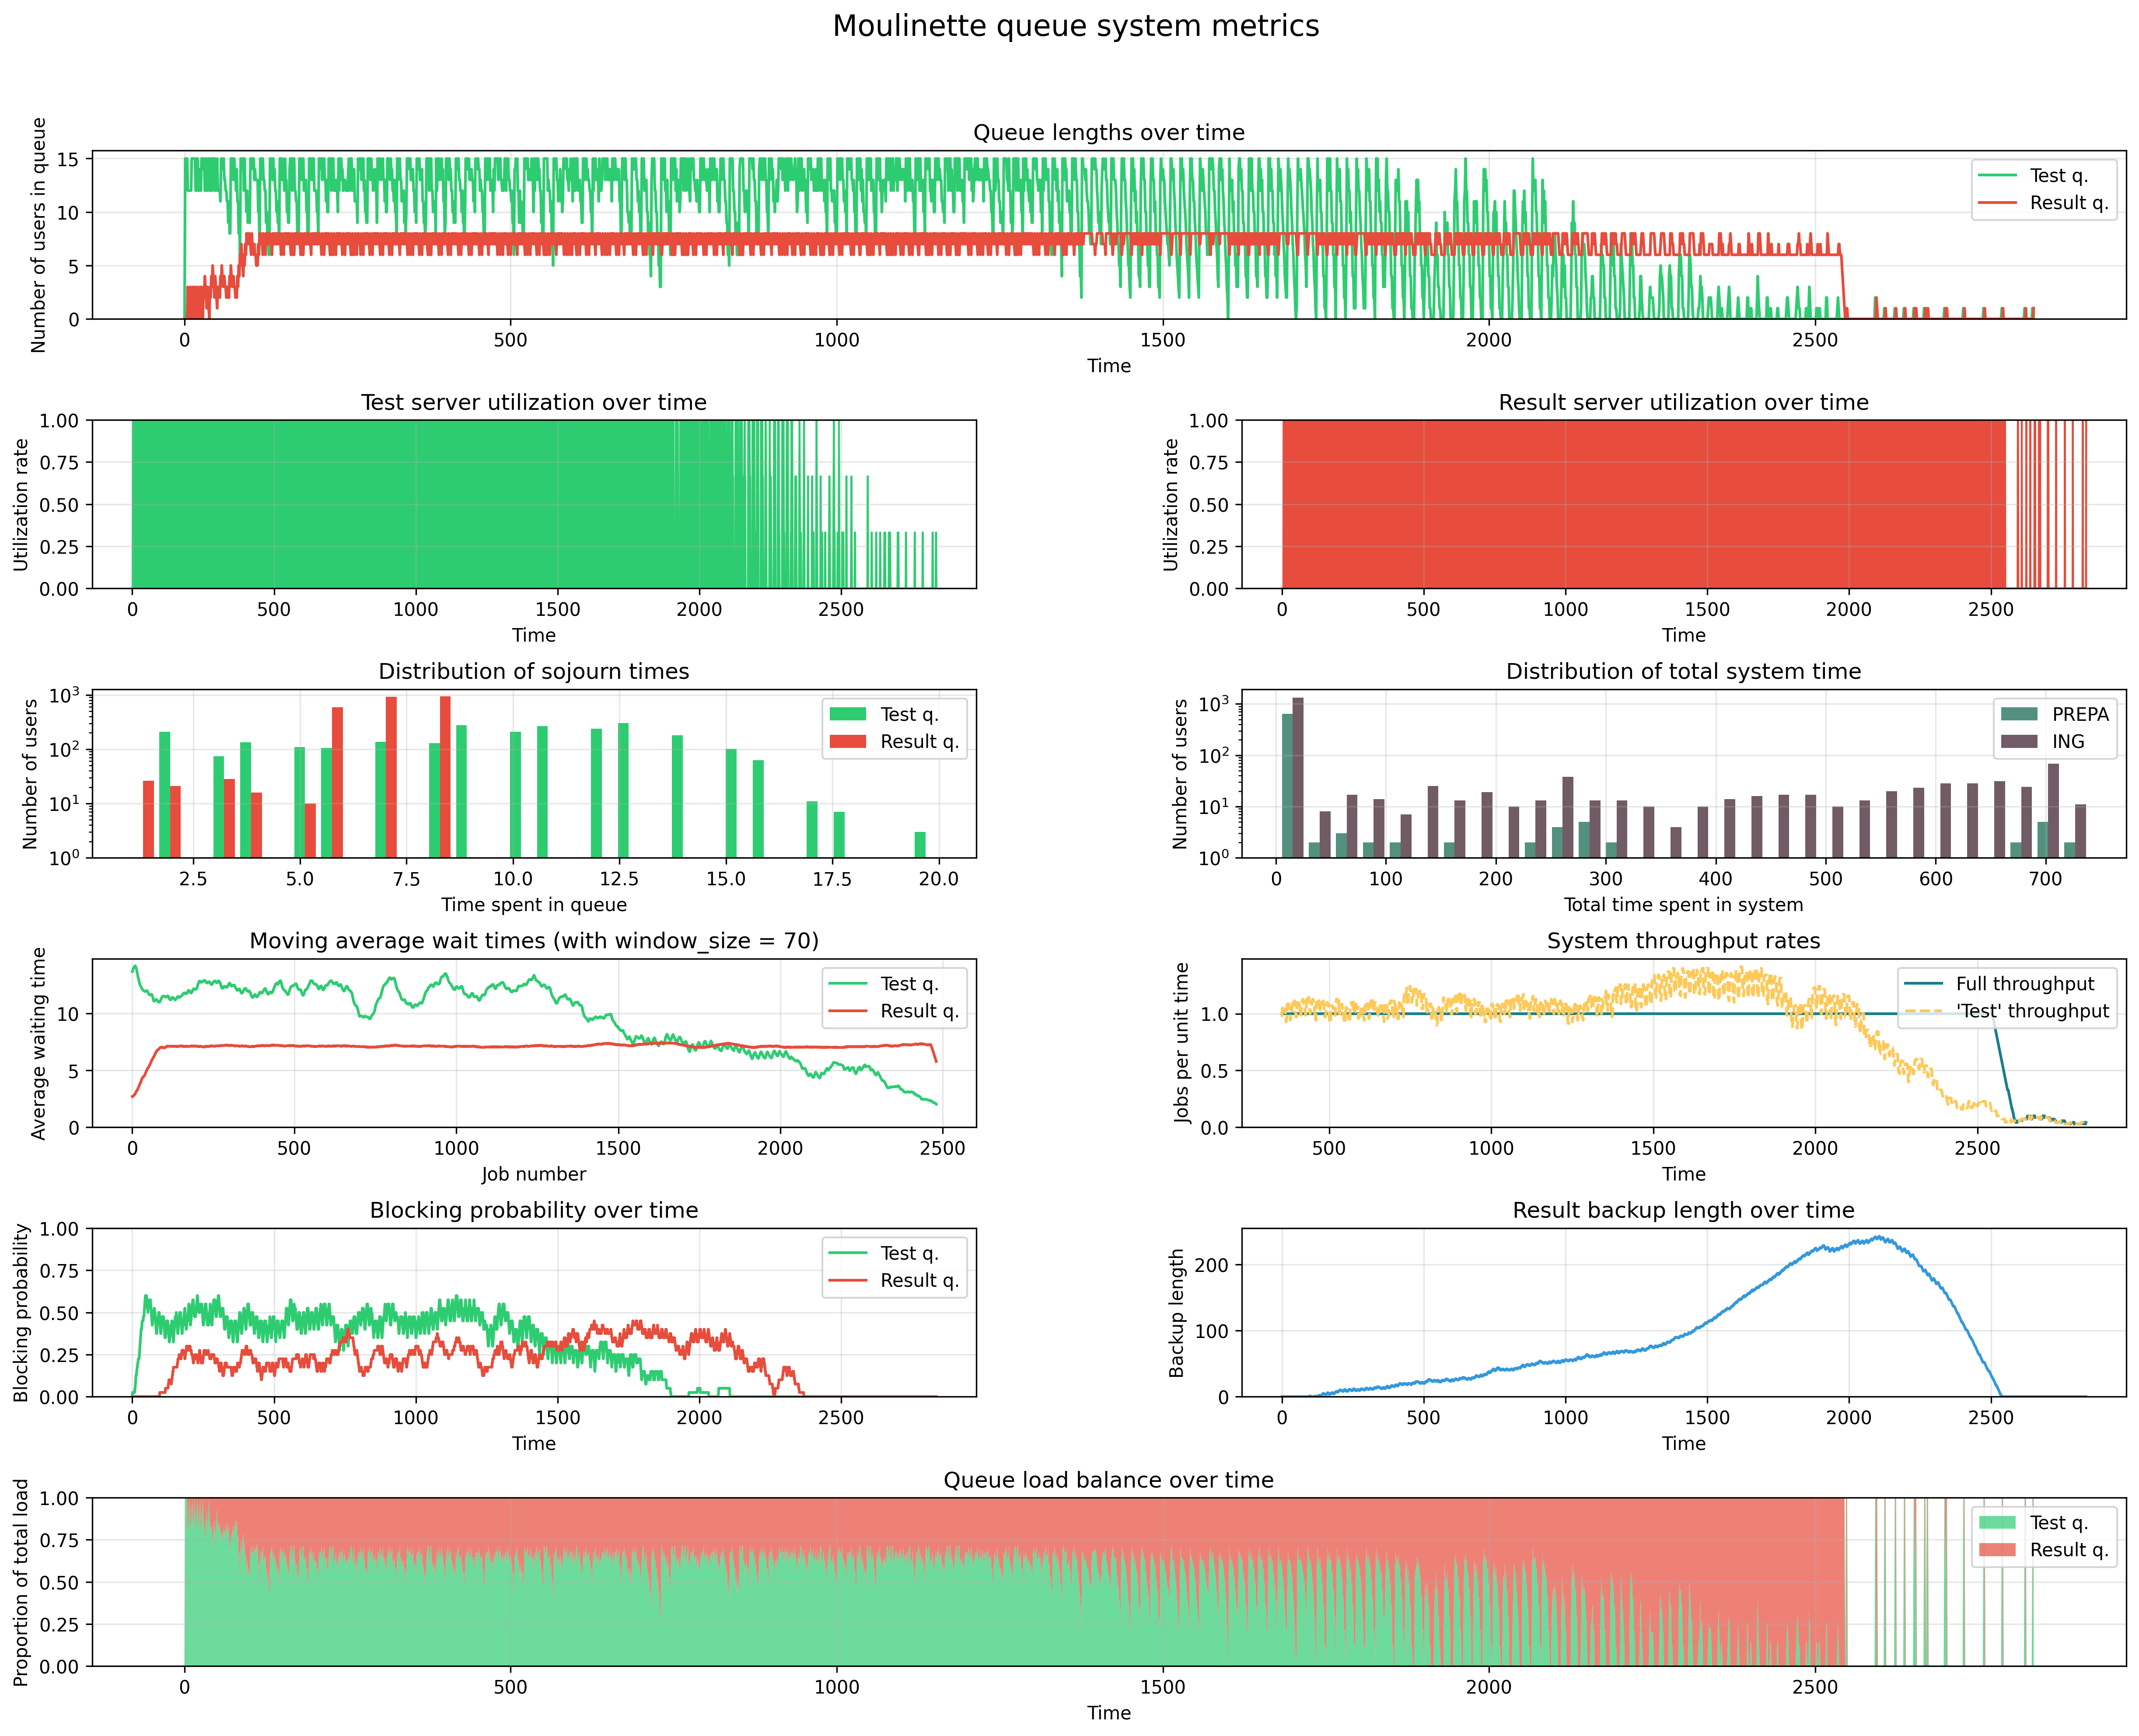 Moulinette queue system metrics
Queue lengths over time
Number of users in queue
15
10
5
0
Test q.
Result q.
0 500 1000 1500 2000 2500
Time
Test server utilization over time
Utilization rate
1.00
0.75
0.50
0.25
0.00
0 500 1000 1500 2000 2500
Time
Result server utilization over time
Utilization rate
1.00
0.75
0.50
0.25
0.00
0 500 1000 1500 2000 2500
Time
Distribution of sojourn times
Number of users
10³
10²
10¹
10⁰
Test q.
Result q.
2.5 5.0 7.5 10.0 12.5 15.0 17.5 20.0
Time spent in queue
Distribution of total system time
Number of users
10³
10²
10¹
10⁰
PREPA
ING
0 100 200 300 400 500 600 700
Total time spent in system
Moving average wait times (with window_size = 70)
Average waiting time
10
5
0
Test q.
Result q.
0 500 1000 1500 2000 2500
Job number
System throughput rates
Jobs per unit time
1.0
0.5
0.0
Full throughput
'Test' throughput
500 1000 1500 2000 2500
Time
Blocking probability over time
Blocking probability
1.00
0.75
0.50
0.25
0.00
Test q.
Result q.
0 500 1000 1500 2000 2500
Time
Result backup length over time
Backup length
200
100
0
0 500 1000 1500 2000 2500
Time
Queue load balance over time
Proportion of total load
1.00
0.75
0.50
0.25
0.00
Test q.
Result q.
0 500 1000 1500 2000 2500
Time